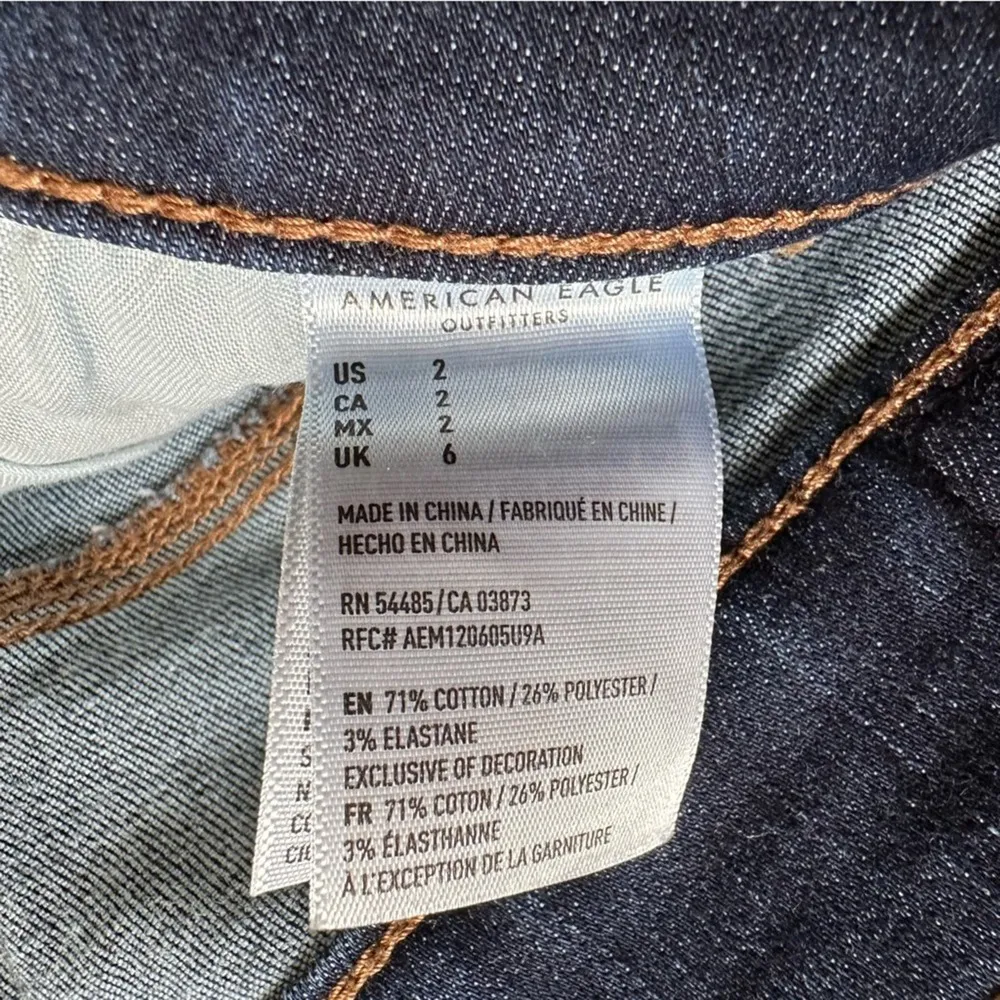 AMERICAN EAGLE
OUTFITTERS
US 2
CA 2
MX 2
UK 6
MADE IN CHINA / FABRIQUÉ EN CHINE /
HECHO EN CHINA
RN 54485 / CA 03873
RFC# AEM120605U9A
EN 71% COTTON / 26% POLYESTER /
3% ELASTANE
EXCLUSIVE OF DECORATION
FR 71% COTON / 26% POLYESTER /
3% ÉLASTHANNE
À L'EXCEPTION DE LA GARNITURE